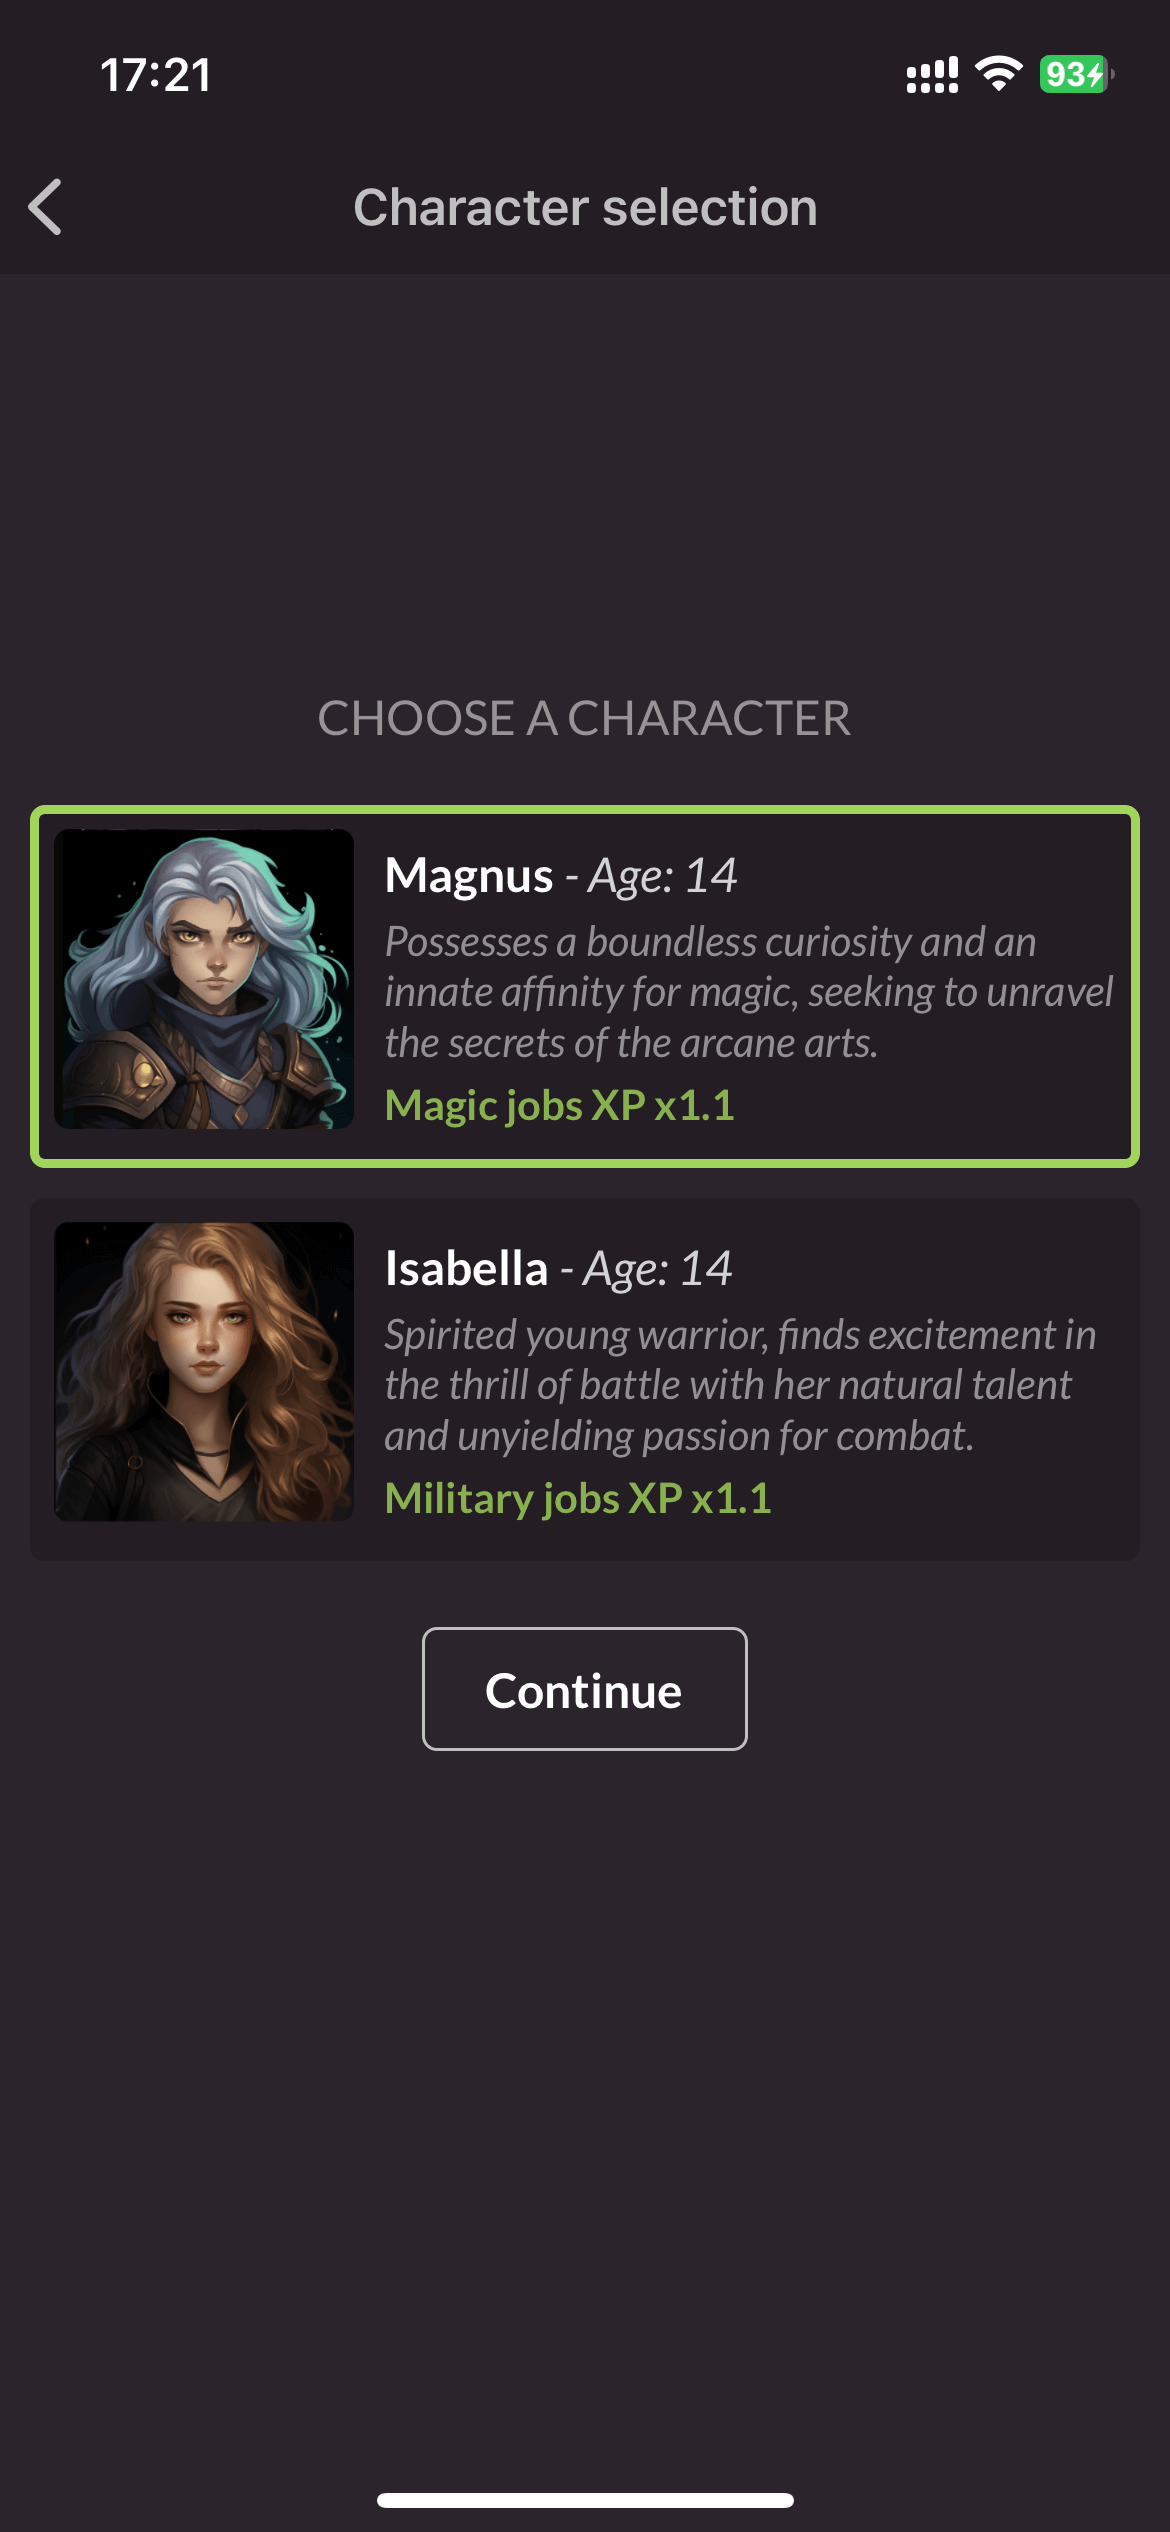 17:21
93
Character selection
CHOOSE A CHARACTER
Magnus - Age: 14
Possesses a boundless curiosity and an
innate affinity for magic, seeking to unravel
the secrets of the arcane arts.
Magic jobs XP x1.1
Isabella - Age: 14
Spirited young warrior, finds excitement in
the thrill of battle with her natural talent
and unyielding passion for combat.
Military jobs XP x1.1
Continue